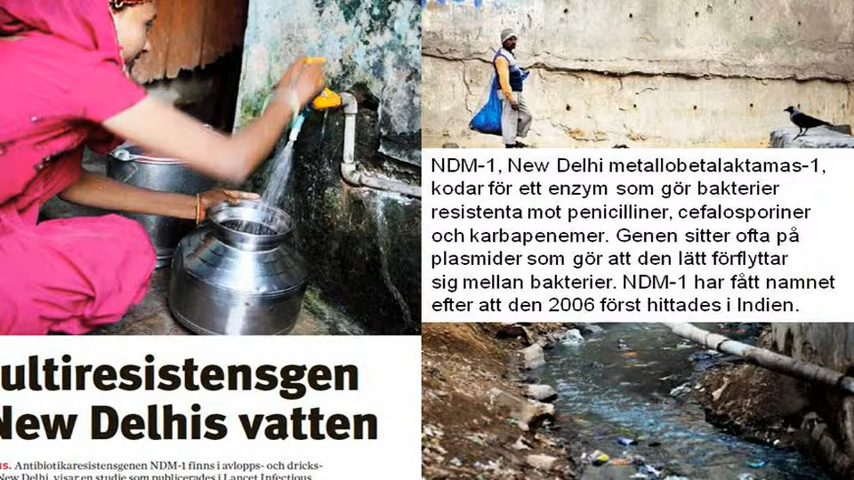 NDM-1, New Delhi metallobetalaktamas-1,
kodar för ett enzym som gör bakterier
resistenta mot penicilliner, cefalosporiner
och karbapenemer. Genen sitter ofta på
plasmider som gör att den lätt förflyttar
sig mellan bakterier. NDM-1 har fått namnet
efter att den 2006 först hittades i Indien.
ultiresistensgen
New Delhis vatten
us. Antibiotikaresistensgenen NDM-1 finns i avlopps- och dricks-
New Delhi, visar en studie som publicerades i Lancet Infectious